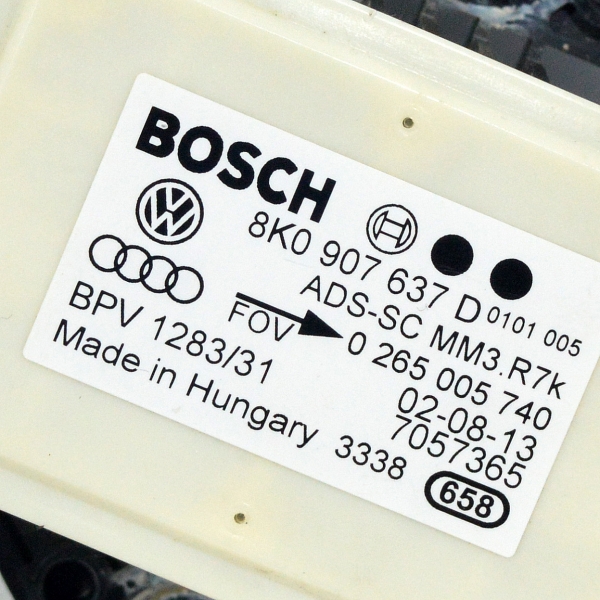 BOSCH
8K0 907 637 D 0101 005
ADS-SC MM3.R7k
FOV
0 265 005 740
BPV 1283/31
02-08-13
7057365
Made in Hungary 3338
658